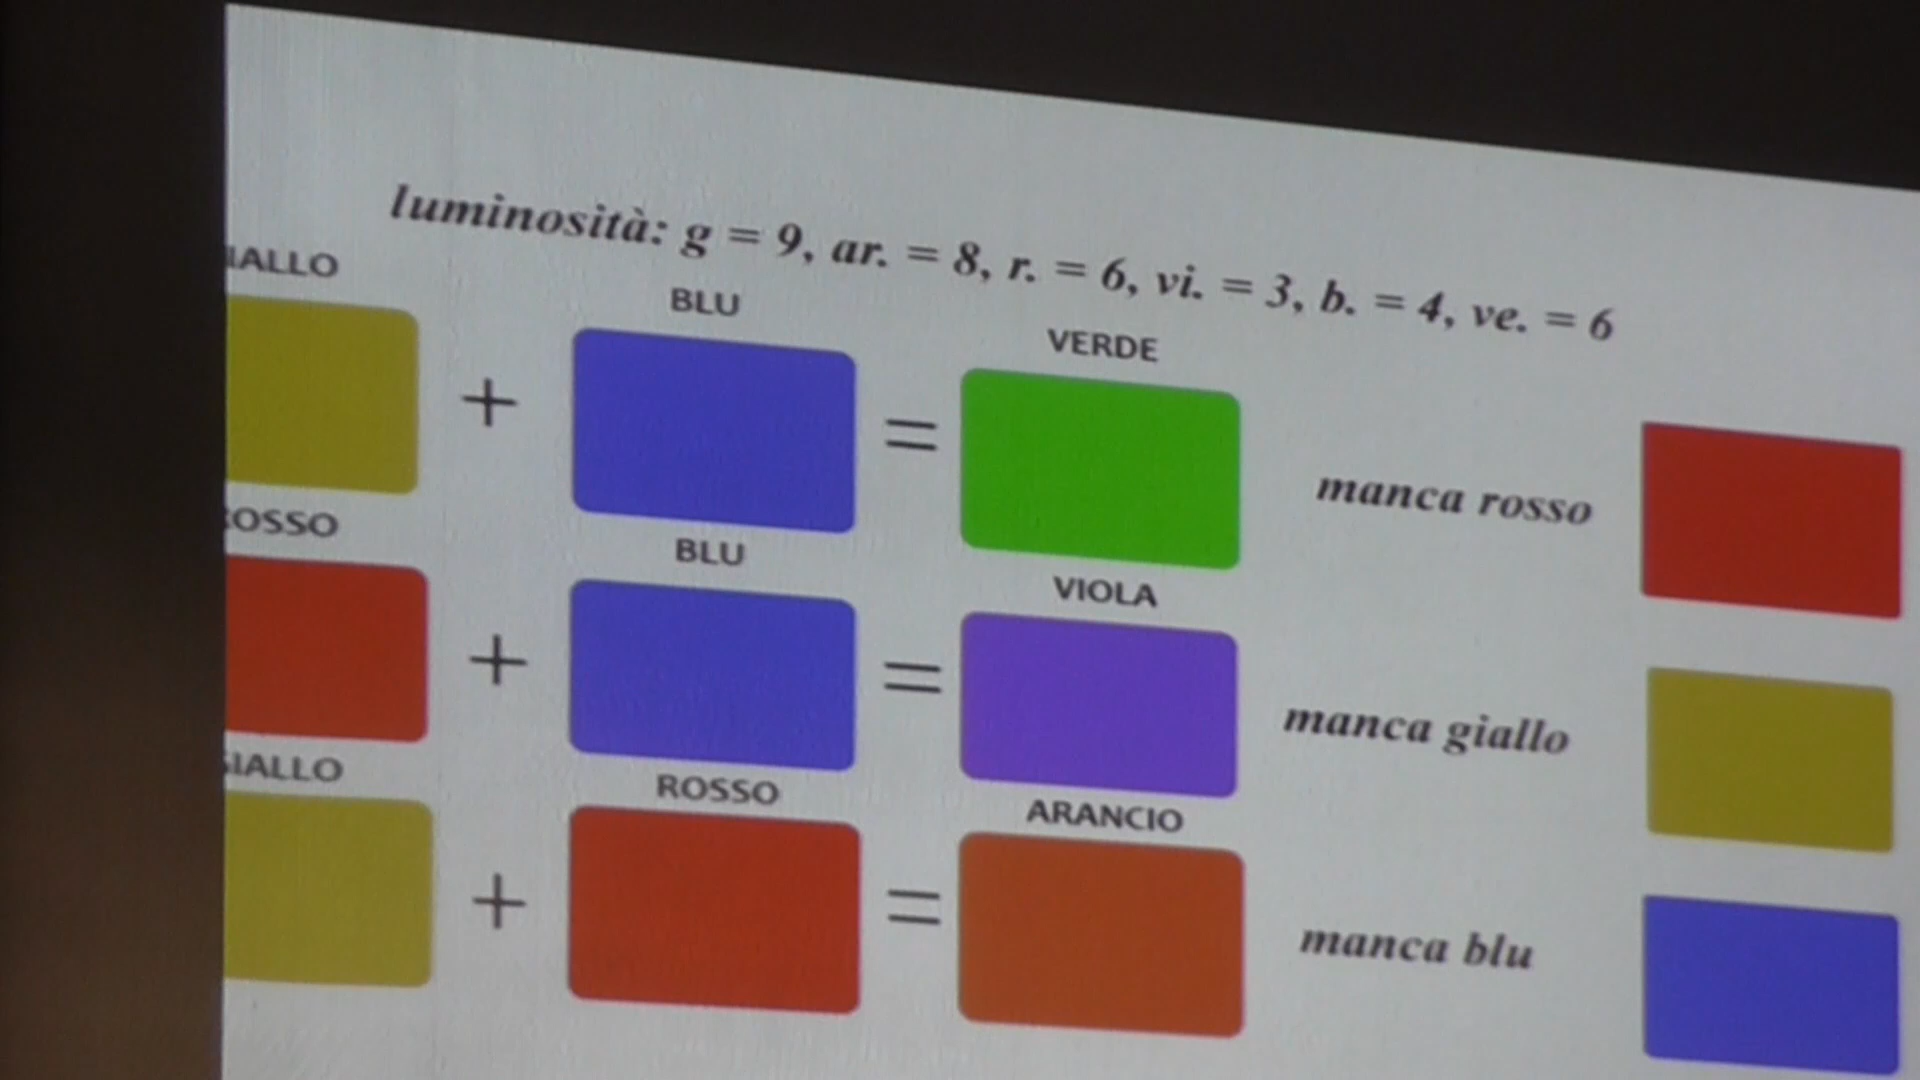 luminosità: g = 9, ar. = 8, r. = 6, vi. = 3, b. = 4, ve. = 6
IALLO + BLU = VERDE manca rosso
OSSO + BLU = VIOLA manca giallo
IALLO + ROSSO = ARANCIO manca blu